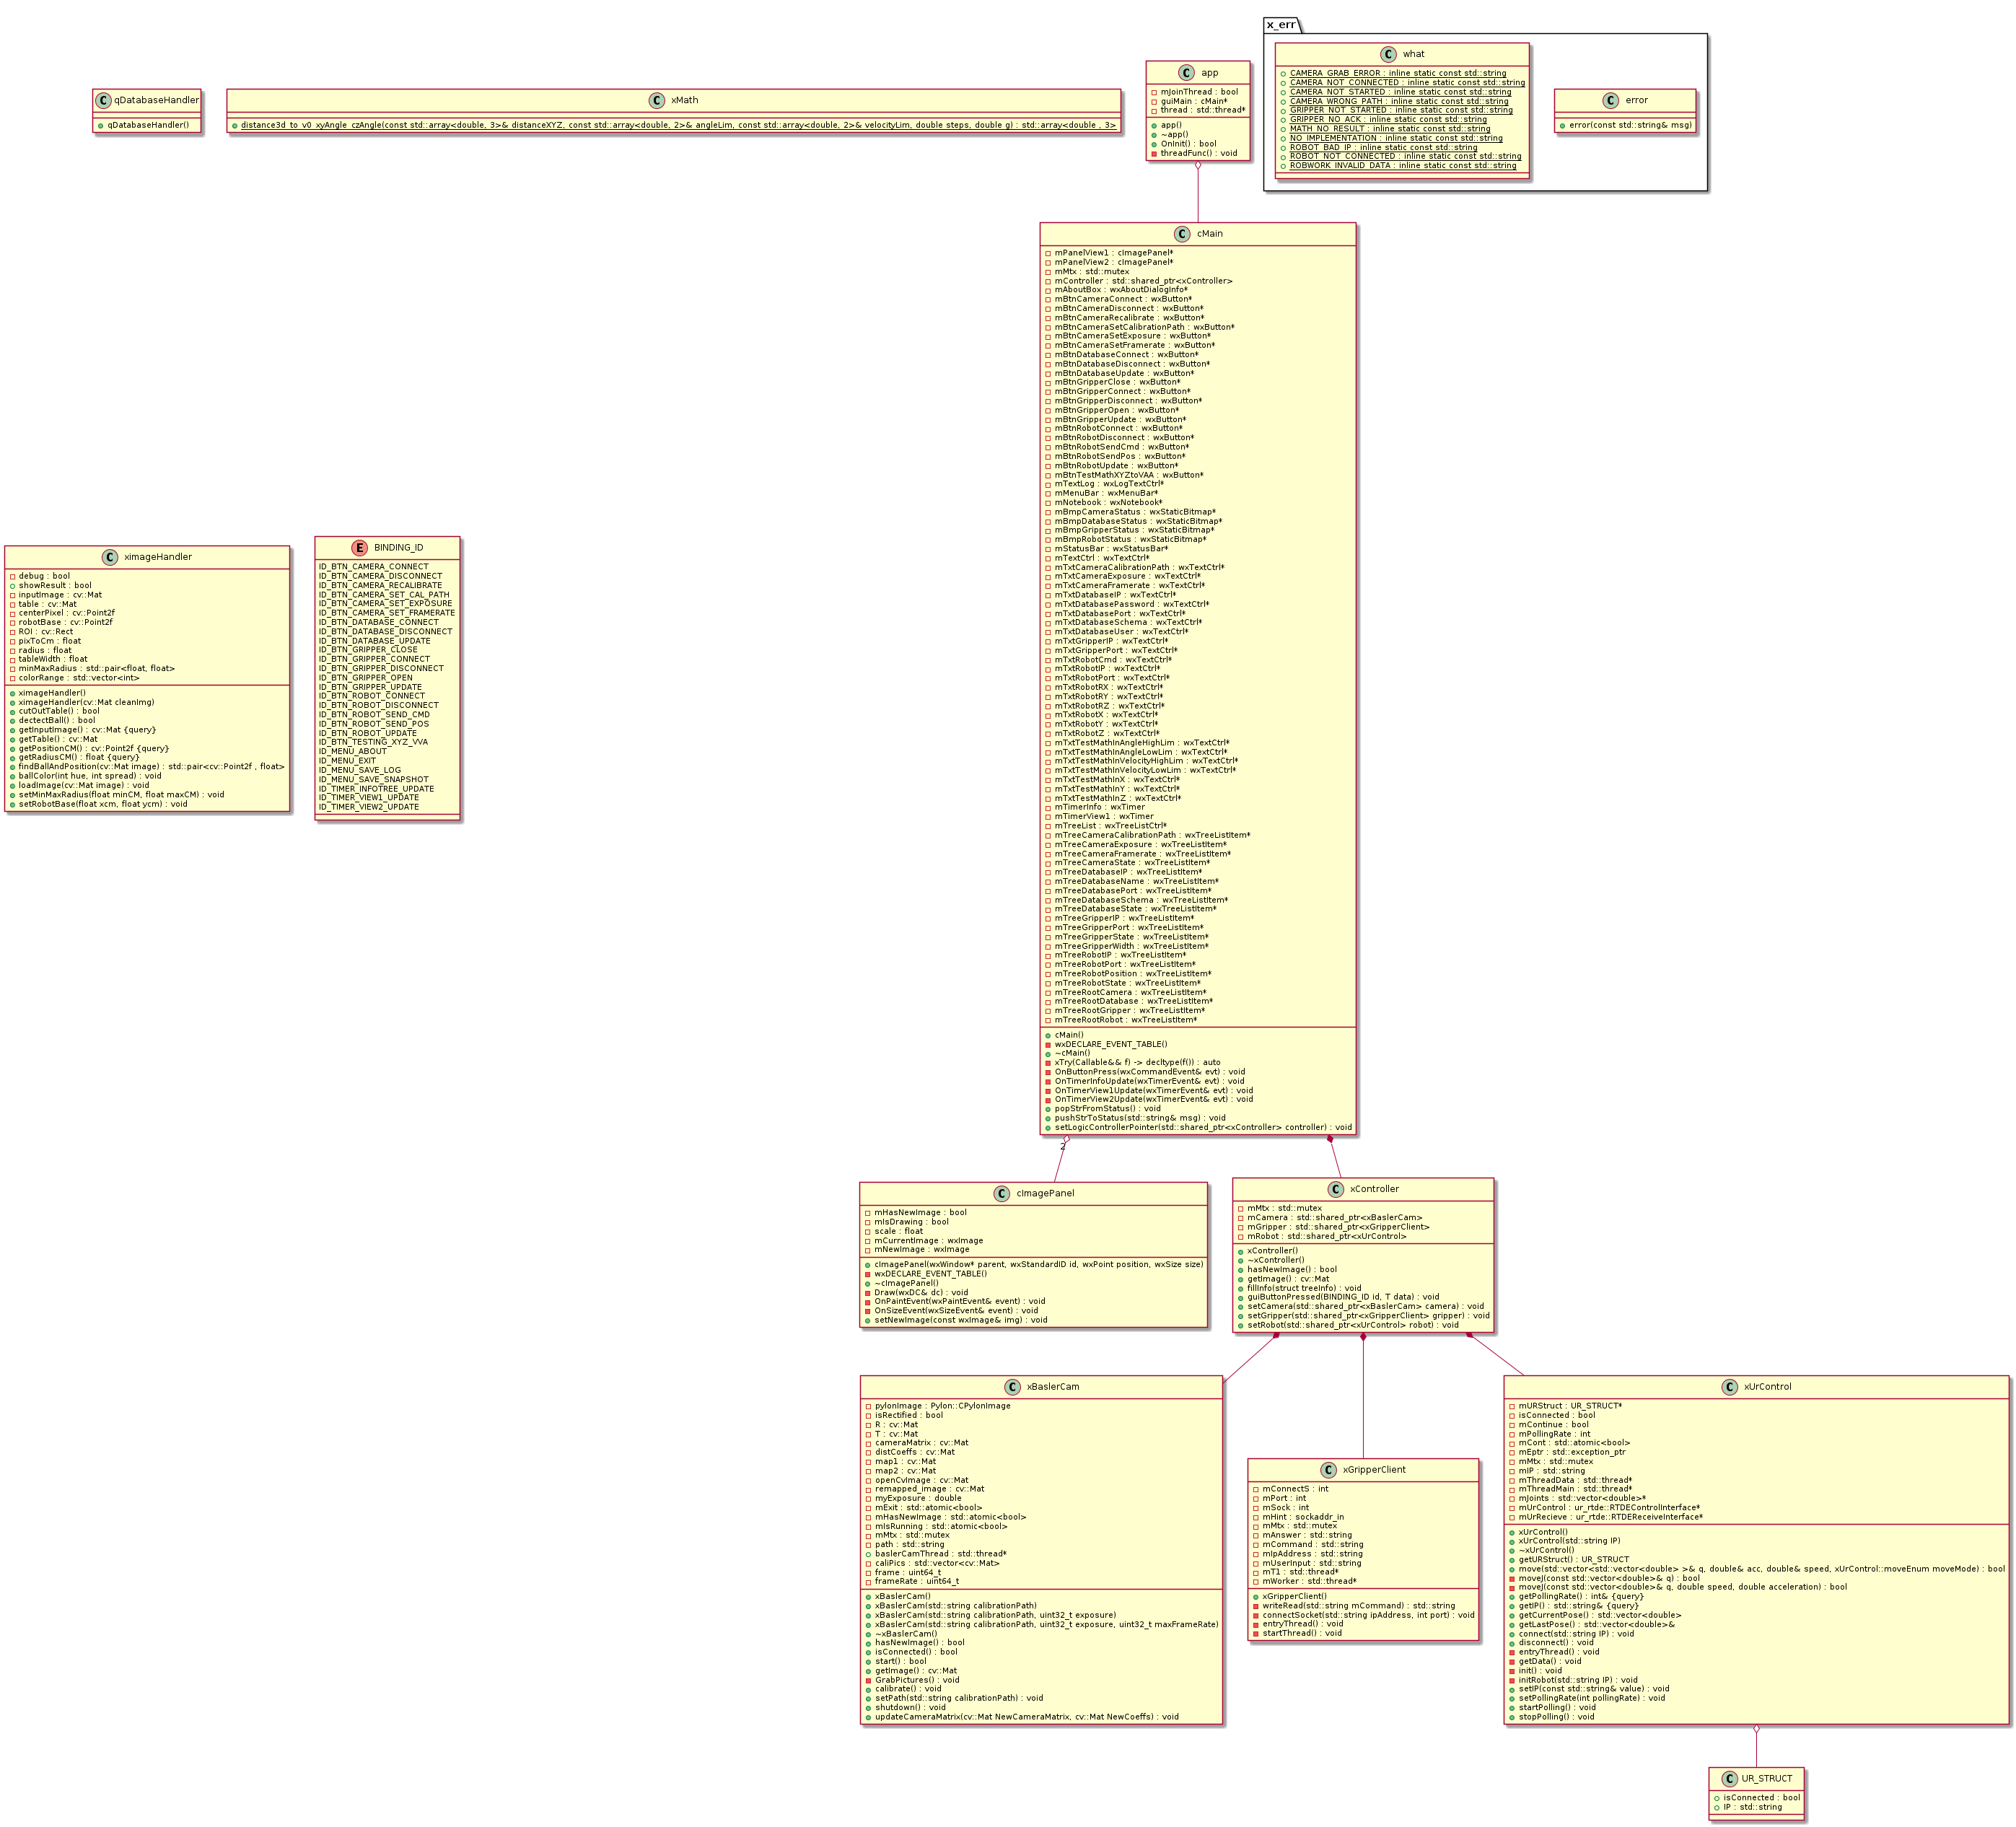 x_err
C what
CAMERA_GRAB_ERROR : inline static const std::string
CAMERA_NOT_CONNECTED : inline static const std::string
CAMERA_NOT_STARTED : inline static const std::string
CAMERA_WRONG_PATH : inline static const std::string
GRIPPER_NOT_STARTED : inline static const std::string
GRIPPER_NO_ACK : inline static const std::string
MATH_NO_RESULT : inline static const std::string
NO_IMPLEMENTATION : inline static const std::string
ROBOT_BAD_IP : inline static const std::string
ROBOT_NOT_CONNECTED : inline static const std::string
ROBWORK_INVALID_DATA : inline static const std::string
C error
error(const std::string& msg)
C app
mJoinThread : bool
guiMain : cMain*
thread : std::thread*
app()
~app()
OnInit() : bool
threadFunc() : void
C qDatabaseHandler
qDatabaseHandler()
C xMath
distance3d_to_v0_xyAngle_czAngle(const std::array<double, 3>& distanceXYZ, const std::array<double, 2>& angleLim, const std::array<double, 2>& velocityLim, double steps, double g) : std::array<double , 3>
C cMain
mPanelView1 : cImagePanel*
mPanelView2 : cImagePanel*
mMtx : std::mutex
mController : std::shared_ptr<xController>
mAboutBox : wxAboutDialogInfo*
mBtnCameraConnect : wxButton*
mBtnCameraDisconnect : wxButton*
mBtnCameraRecalibrate : wxButton*
mBtnCameraSetCalibrationPath : wxButton*
mBtnCameraSetExposure : wxButton*
mBtnCameraSetFramerate : wxButton*
mBtnDatabaseConnect : wxButton*
mBtnDatabaseDisconnect : wxButton*
mBtnDatabaseUpdate : wxButton*
mBtnGripperClose : wxButton*
mBtnGripperConnect : wxButton*
mBtnGripperDisconnect : wxButton*
mBtnGripperOpen : wxButton*
mBtnGripperUpdate : wxButton*
mBtnRobotConnect : wxButton*
mBtnRobotDisconnect : wxButton*
mBtnRobotSendCmd : wxButton*
mBtnRobotSendPos : wxButton*
mBtnRobotUpdate : wxButton*
mBtnTestMathXYZtoVAA : wxButton*
mTextLog : wxLogTextCtrl*
mMenuBar : wxMenuBar*
mNotebook : wxNotebook*
mBmpCameraStatus : wxStaticBitmap*
mBmpDatabaseStatus : wxStaticBitmap*
mBmpGripperStatus : wxStaticBitmap*
mBmpRobotStatus : wxStaticBitmap*
mStatusBar : wxStatusBar*
mTextCtrl : wxTextCtrl*
mTxtCameraCalibrationPath : wxTextCtrl*
mTxtCameraExposure : wxTextCtrl*
mTxtCameraFramerate : wxTextCtrl*
mTxtDatabaseIP : wxTextCtrl*
mTxtDatabasePassword : wxTextCtrl*
mTxtDatabasePort : wxTextCtrl*
mTxtDatabaseSchema : wxTextCtrl*
mTxtDatabaseUser : wxTextCtrl*
mTxtGripperIP : wxTextCtrl*
mTxtGripperPort : wxTextCtrl*
mTxtRobotCmd : wxTextCtrl*
mTxtRobotIP : wxTextCtrl*
mTxtRobotPort : wxTextCtrl*
mTxtRobotRX : wxTextCtrl*
mTxtRobotRY : wxTextCtrl*
mTxtRobotRZ : wxTextCtrl*
mTxtRobotX : wxTextCtrl*
mTxtRobotY : wxTextCtrl*
mTxtRobotZ : wxTextCtrl*
mTxtTestMathInAngleHighLim : wxTextCtrl*
mTxtTestMathInAngleLowLim : wxTextCtrl*
mTxtTestMathInVelocityHighLim : wxTextCtrl*
mTxtTestMathInVelocityLowLim : wxTextCtrl*
mTxtTestMathInX : wxTextCtrl*
mTxtTestMathInY : wxTextCtrl*
mTxtTestMathInZ : wxTextCtrl*
mTimerInfo : wxTimer
mTimerView1 : wxTimer
mTreeList : wxTreeListCtrl*
mTreeCameraCalibrationPath : wxTreeListItem*
mTreeCameraExposure : wxTreeListItem*
mTreeCameraFramerate : wxTreeListItem*
mTreeCameraState : wxTreeListItem*
mTreeDatabaseIP : wxTreeListItem*
mTreeDatabaseName : wxTreeListItem*
mTreeDatabasePort : wxTreeListItem*
mTreeDatabaseSchema : wxTreeListItem*
mTreeDatabaseState : wxTreeListItem*
mTreeGripperIP : wxTreeListItem*
mTreeGripperPort : wxTreeListItem*
mTreeGripperState : wxTreeListItem*
mTreeGripperWidth : wxTreeListItem*
mTreeRobotIP : wxTreeListItem*
mTreeRobotPort : wxTreeListItem*
mTreeRobotPosition : wxTreeListItem*
mTreeRobotState : wxTreeListItem*
mTreeRootCamera : wxTreeListItem*
mTreeRootDatabase : wxTreeListItem*
mTreeRootGripper : wxTreeListItem*
mTreeRootRobot : wxTreeListItem*
cMain()
wxDECLARE_EVENT_TABLE()
~cMain()
xTry(Callable&& f) -> decltype(f()) : auto
OnButtonPress(wxCommandEvent& evt) : void
OnTimerInfoUpdate(wxTimerEvent& evt) : void
OnTimerView1Update(wxTimerEvent& evt) : void
OnTimerView2Update(wxTimerEvent& evt) : void
popStrFromStatus() : void
pushStrToStatus(std::string& msg) : void
setLogicControllerPointer(std::shared_ptr<xController> controller) : void
C ximageHandler
debug : bool
showResult : bool
inputImage : cv::Mat
table : cv::Mat
centerPixel : cv::Point2f
robotBase : cv::Point2f
ROI : cv::Rect
pixToCm : float
radius : float
tableWidth : float
minMaxRadius : std::pair<float, float>
colorRange : std::vector<int>
ximageHandler()
ximageHandler(cv::Mat cleanImg)
cutOutTable() : bool
dectectBall() : bool
getInputImage() : cv::Mat {query}
getTable() : cv::Mat
getPositionCM() : cv::Point2f {query}
getRadiusCM() : float {query}
findBallAndPosition(cv::Mat image) : std::pair<cv::Point2f , float>
ballColor(int hue, int spread) : void
loadImage(cv::Mat image) : void
setMinMaxRadius(float minCM, float maxCM) : void
setRobotBase(float xcm, float ycm) : void
E BINDING_ID
ID_BTN_CAMERA_CONNECT
ID_BTN_CAMERA_DISCONNECT
ID_BTN_CAMERA_RECALIBRATE
ID_BTN_CAMERA_SET_CAL_PATH
ID_BTN_CAMERA_SET_EXPOSURE
ID_BTN_CAMERA_SET_FRAMERATE
ID_BTN_DATABASE_CONNECT
ID_BTN_DATABASE_DISCONNECT
ID_BTN_DATABASE_UPDATE
ID_BTN_GRIPPER_CLOSE
ID_BTN_GRIPPER_CONNECT
ID_BTN_GRIPPER_DISCONNECT
ID_BTN_GRIPPER_OPEN
ID_BTN_GRIPPER_UPDATE
ID_BTN_ROBOT_CONNECT
ID_BTN_ROBOT_DISCONNECT
ID_BTN_ROBOT_SEND_CMD
ID_BTN_ROBOT_SEND_POS
ID_BTN_ROBOT_UPDATE
ID_BTN_TESTING_XYZ_VVA
ID_MENU_ABOUT
ID_MENU_EXIT
ID_MENU_SAVE_LOG
ID_MENU_SAVE_SNAPSHOT
ID_TIMER_INFOTREE_UPDATE
ID_TIMER_VIEW1_UPDATE
ID_TIMER_VIEW2_UPDATE
2
C cImagePanel
mHasNewImage : bool
mIsDrawing : bool
scale : float
mCurrentImage : wxImage
mNewImage : wxImage
cImagePanel(wxWindow* parent, wxStandardID id, wxPoint position, wxSize size)
wxDECLARE_EVENT_TABLE()
~cImagePanel()
Draw(wxDC& dc) : void
OnPaintEvent(wxPaintEvent& event) : void
OnSizeEvent(wxSizeEvent& event) : void
setNewImage(const wxImage& img) : void
C xController
mMtx : std::mutex
mCamera : std::shared_ptr<xBaslerCam>
mGripper : std::shared_ptr<xGripperClient>
mRobot : std::shared_ptr<xUrControl>
xController()
~xController()
hasNewImage() : bool
getImage() : cv::Mat
fillInfo(struct treeInfo) : void
guiButtonPressed(BINDING_ID id, T data) : void
setCamera(std::shared_ptr<xBaslerCam> camera) : void
setGripper(std::shared_ptr<xGripperClient> gripper) : void
setRobot(std::shared_ptr<xUrControl> robot) : void
C xBaslerCam
pylonImage : Pylon::CPylonImage
isRectified : bool
R : cv::Mat
T : cv::Mat
cameraMatrix : cv::Mat
distCoeffs : cv::Mat
map1 : cv::Mat
map2 : cv::Mat
openCvImage : cv::Mat
remapped_image : cv::Mat
myExposure : double
mExit : std::atomic<bool>
mHasNewImage : std::atomic<bool>
mIsRunning : std::atomic<bool>
mMtx : std::mutex
path : std::string
baslerCamThread : std::thread*
caliPics : std::vector<cv::Mat>
frame : uint64_t
frameRate : uint64_t
xBaslerCam()
xBaslerCam(std::string calibrationPath)
xBaslerCam(std::string calibrationPath, uint32_t exposure)
xBaslerCam(std::string calibrationPath, uint32_t exposure, uint32_t maxFrameRate)
~xBaslerCam()
hasNewImage() : bool
isConnected() : bool
start() : bool
getImage() : cv::Mat
GrabPictures() : void
calibrate() : void
setPath(std::string calibrationPath) : void
shutdown() : void
updateCameraMatrix(cv::Mat NewCameraMatrix, cv::Mat NewCoeffs) : void
C xGripperClient
mConnectS : int
mPort : int
mSock : int
mHint : sockaddr_in
mMtx : std::mutex
mAnswer : std::string
mCommand : std::string
mIpAddress : std::string
mUserInput : std::string
mT1 : std::thread*
mWorker : std::thread*
xGripperClient()
writeRead(std::string mCommand) : std::string
connectSocket(std::string ipAddress, int port) : void
entryThread() : void
startThread() : void
C xUrControl
mURStruct : UR_STRUCT*
isConnected : bool
mContinue : bool
mPollingRate : int
mCont : std::atomic<bool>
mEptr : std::exception_ptr
mMtx : std::mutex
mIP : std::string
mThreadData : std::thread*
mThreadMain : std::thread*
mJoints : std::vector<double>*
mUrControl : ur_rtde::RTDEControlInterface*
mUrRecieve : ur_rtde::RTDEReceiveInterface*
xUrControl()
xUrControl(std::string IP)
~xUrControl()
getURStruct() : UR_STRUCT
move(std::vector<std::vector<double> >& q, double& acc, double& speed, xUrControl::moveEnum moveMode) : bool
moveJ(const std::vector<double>& q) : bool
moveJ(const std::vector<double>& q, double speed, double acceleration) : bool
getPollingRate() : int& {query}
getIP() : std::string& {query}
getCurrentPose() : std::vector<double>
getLastPose() : std::vector<double>&
connect(std::string IP) : void
disconnect() : void
entryThread() : void
getData() : void
init() : void
initRobot(std::string IP) : void
setIP(const std::string& value) : void
setPollingRate(int pollingRate) : void
startPolling() : void
stopPolling() : void
C UR_STRUCT
isConnected : bool
IP : std::string